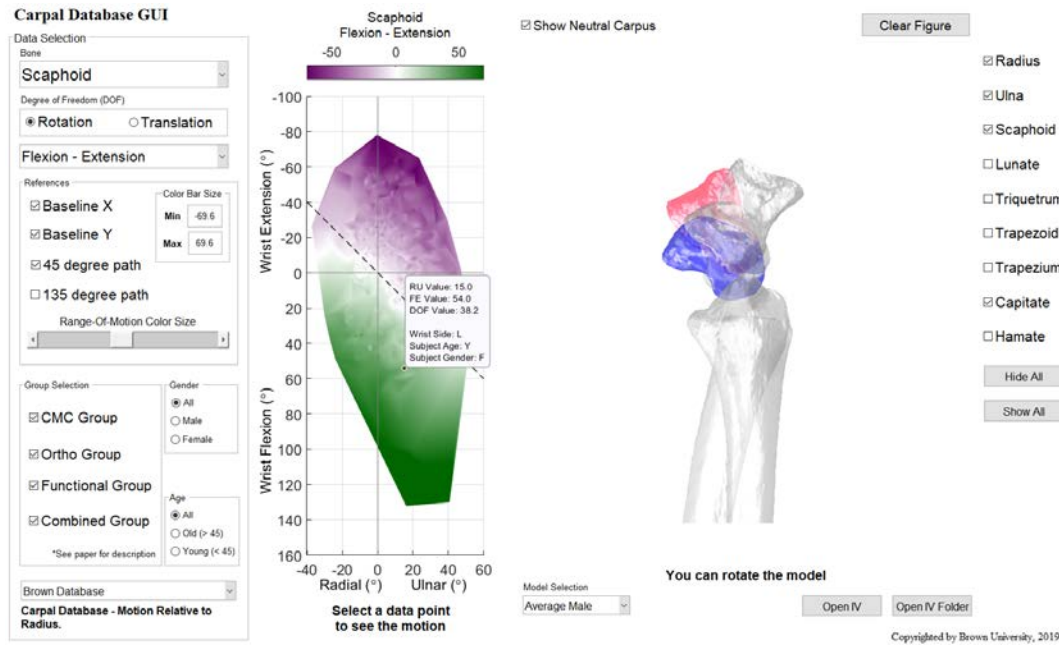 Carpal Database GUI
Data Selection
Bone
Scaphoid
Degree of Freedom (DOF)
Rotation
Translation
Flexion - Extension
References
Baseline X
Baseline Y
45 degree path
135 degree path
Color Bar Size
Min -69.6
Max 69.6
Range-Of-Motion Color Size
Group Selection
CMC Group
Ortho Group
Functional Group
Combined Group
*See paper for description
Gender
All
Male
Female
Age
All
Old (> 45)
Young (< 45)
Brown Database
Carpal Database - Motion Relative to
Radius.
Scaphoid
Flexion - Extension
-50 0 50
Wrist Extension (°)
Wrist Flexion (°)
-100
-80
-60
-40
-20
0
20
40
60
80
100
120
140
160
RU Value: 15.0
FE Value: 54.0
DOF Value: 38.2
Wrist Side: L
Subject Age: Y
Subject Gender: F
-40 -20 0 20 40 60
Radial (°) Ulnar (°)
Select a data point
to see the motion
Show Neutral Carpus
Clear Figure
Radius
Ulna
Scaphoid
Lunate
Triquetrum
Trapezoid
Trapezium
Capitate
Hamate
Hide All
Show All
You can rotate the model
Model Selection
Average Male
Open IV
Open IV Folder
Copyrighted by Brown University, 2019